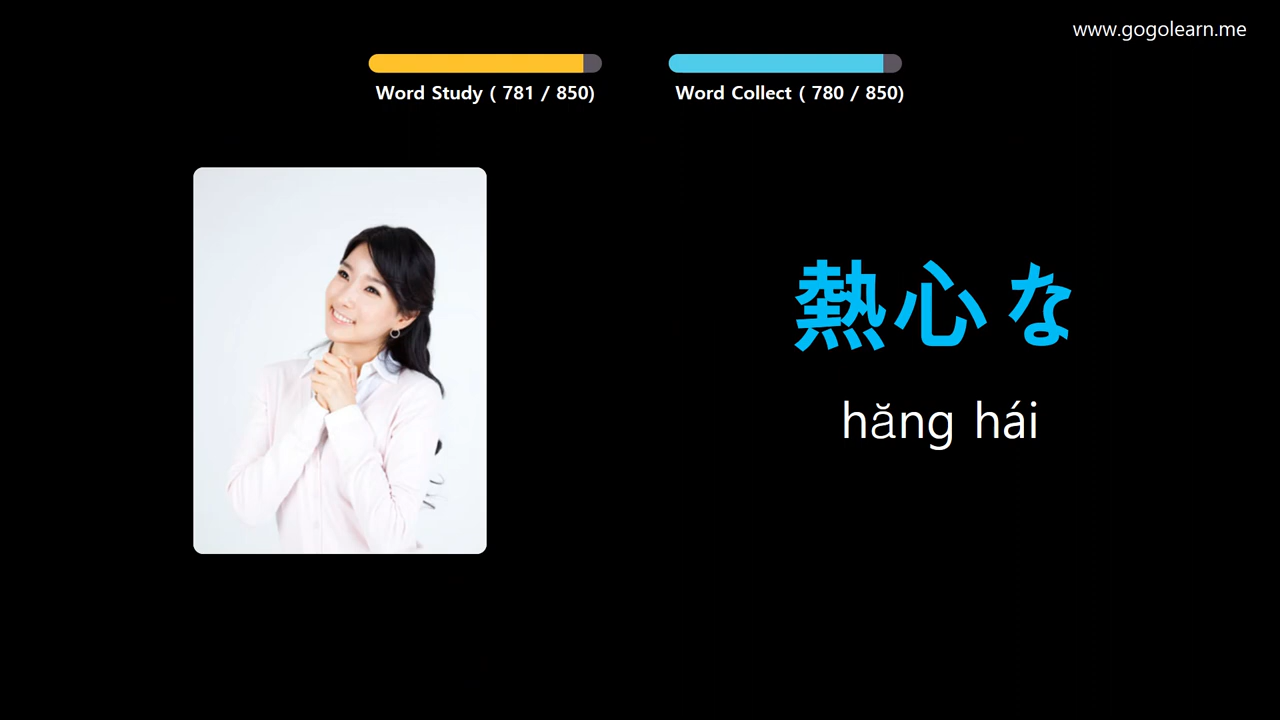 www.gogolearn.me
Word Study ( 781 / 850)
Word Collect ( 780 / 850)
熱心な
hăng hái